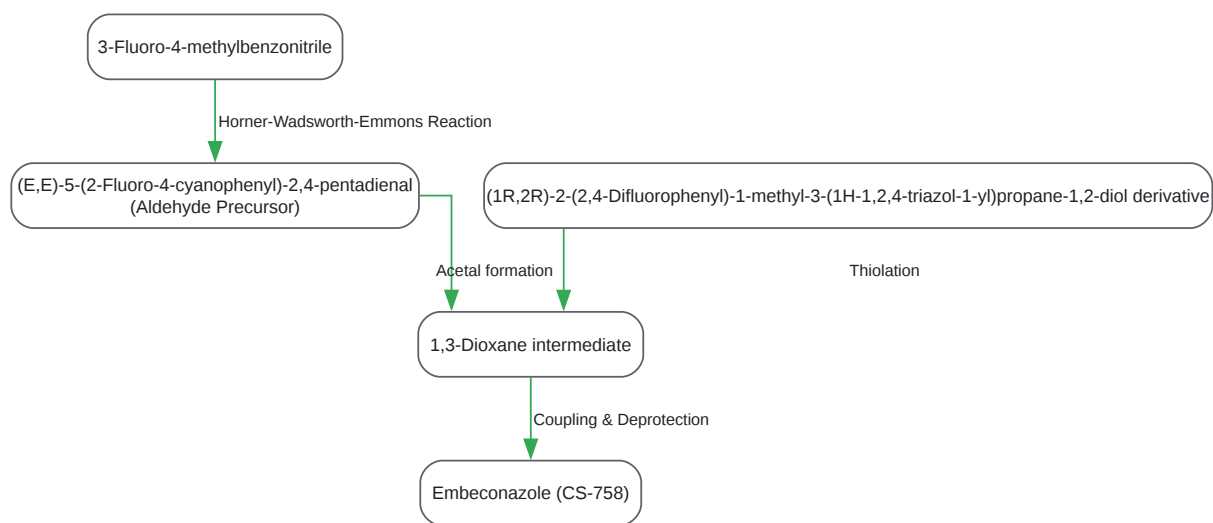 3-Fluoro-4-methylbenzonitrile
Horner-Wadsworth-Emmons Reaction
(E,E)-5-(2-Fluoro-4-cyanophenyl)-2,4-pentadienal
(Aldehyde Precursor)
(1R,2R)-2-(2,4-Difluorophenyl)-1-methyl-3-(1H-1,2,4-triazol-1-yl)propane-1,2-diol derivative
Acetal formation
Thiolation
1,3-Dioxane intermediate
Coupling & Deprotection
Embeconazole (CS-758)